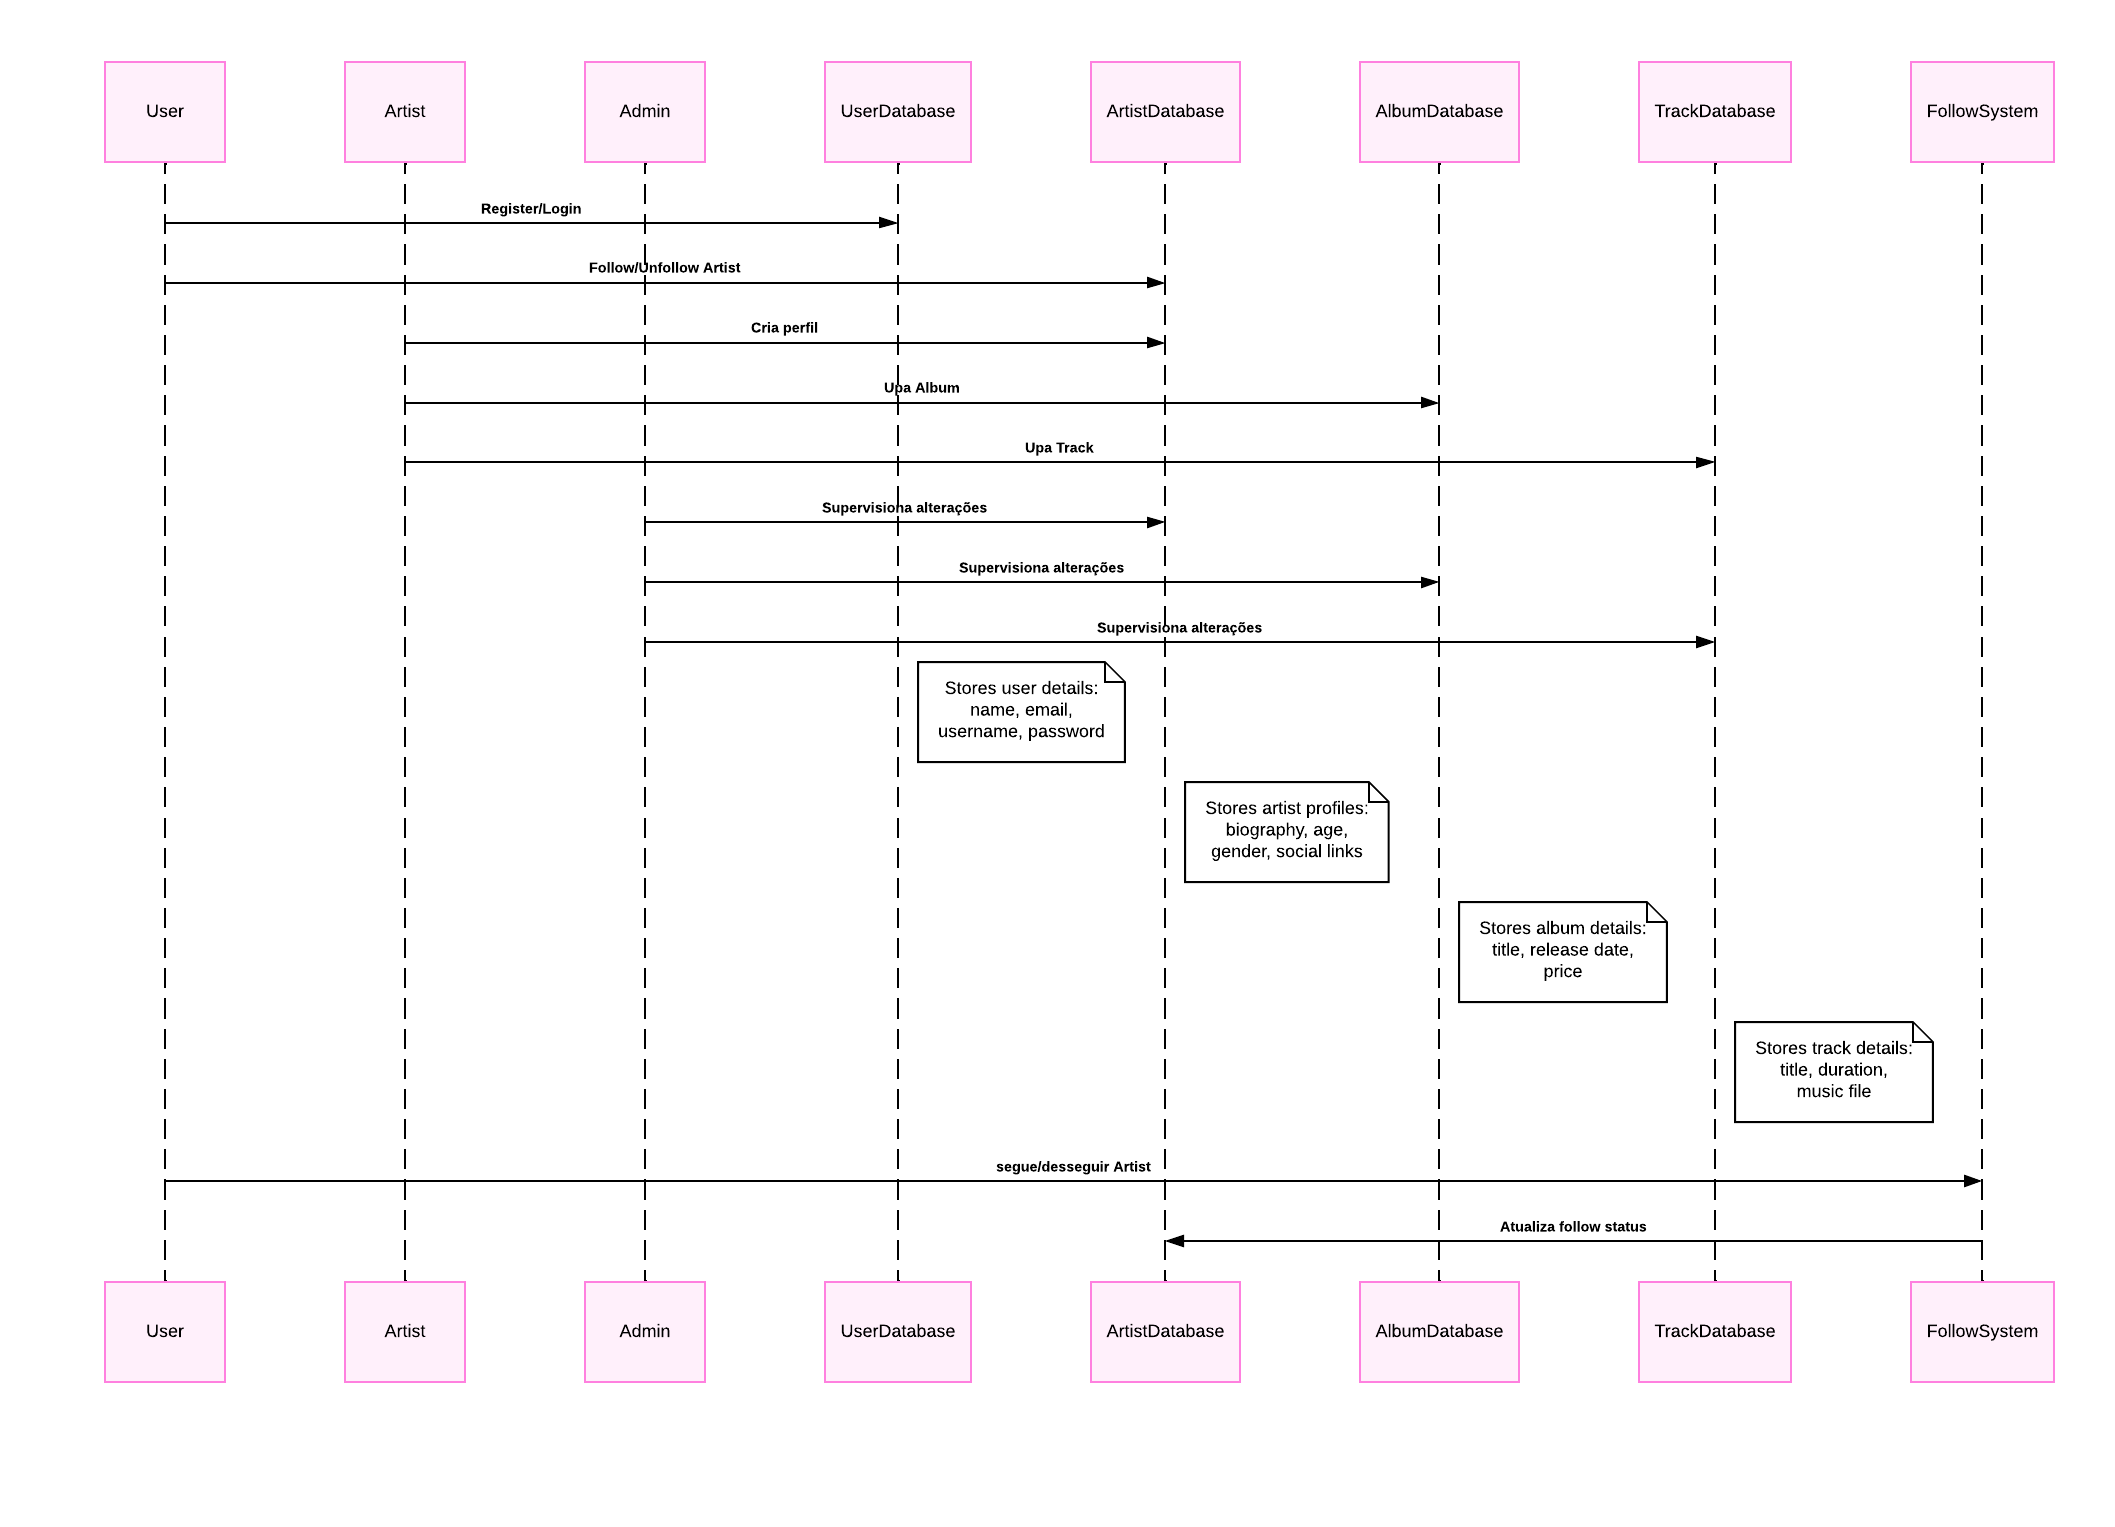 User
Artist
Admin
UserDatabase
ArtistDatabase
AlbumDatabase
TrackDatabase
FollowSystem
Register/Login
Follow/Unfollow Artist
Cria perfil
Upa Album
Upa Track
Supervisiona alterações
Supervisiona alterações
Supervisiona alterações
Stores user details:
name, email,
username, password
Stores artist profiles:
biography, age,
gender, social links
Stores album details:
title, release date,
price
Stores track details:
title, duration,
music file
segue/desseguir Artist
Atualiza follow status
User
Artist
Admin
UserDatabase
ArtistDatabase
AlbumDatabase
TrackDatabase
FollowSystem